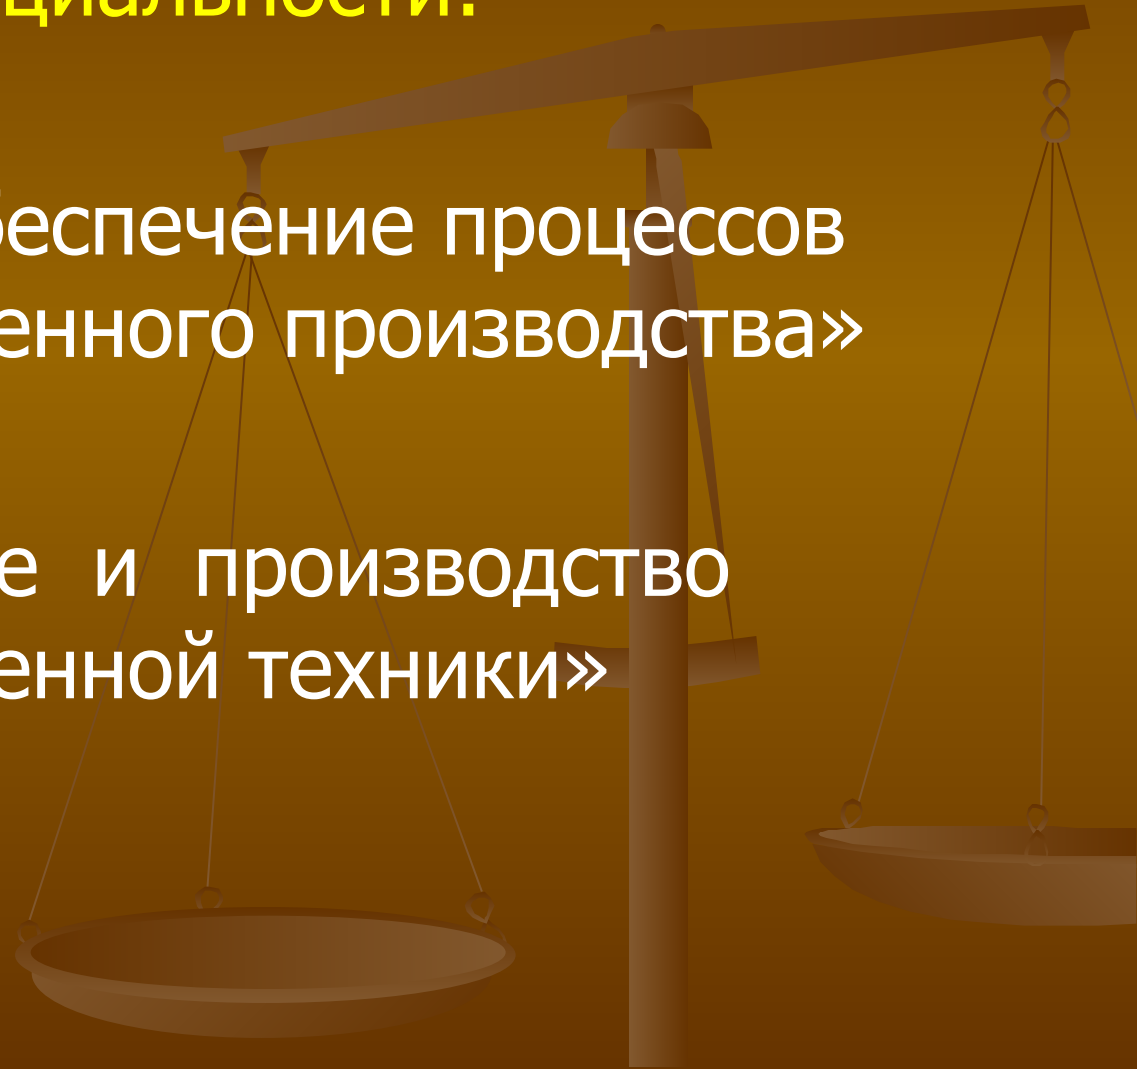 циальности:
беспечение процессов
енного производства»
е и производство
енной техники»